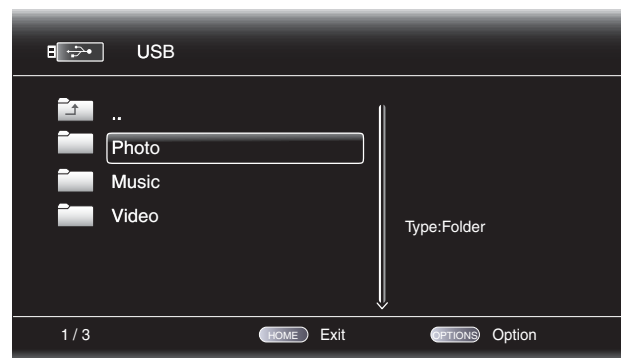 USB
..
Photo
Music
Video
Type:Folder
1 / 3
HOME Exit
OPTIONS Option